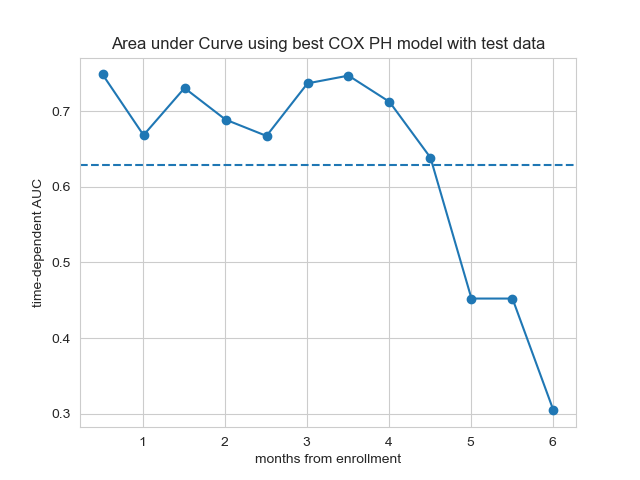 Area under Curve using best COX PH model with test data
time-dependent AUC
0.7
0.6
0.5
0.4
0.3
1 2 3 4 5 6
months from enrollment